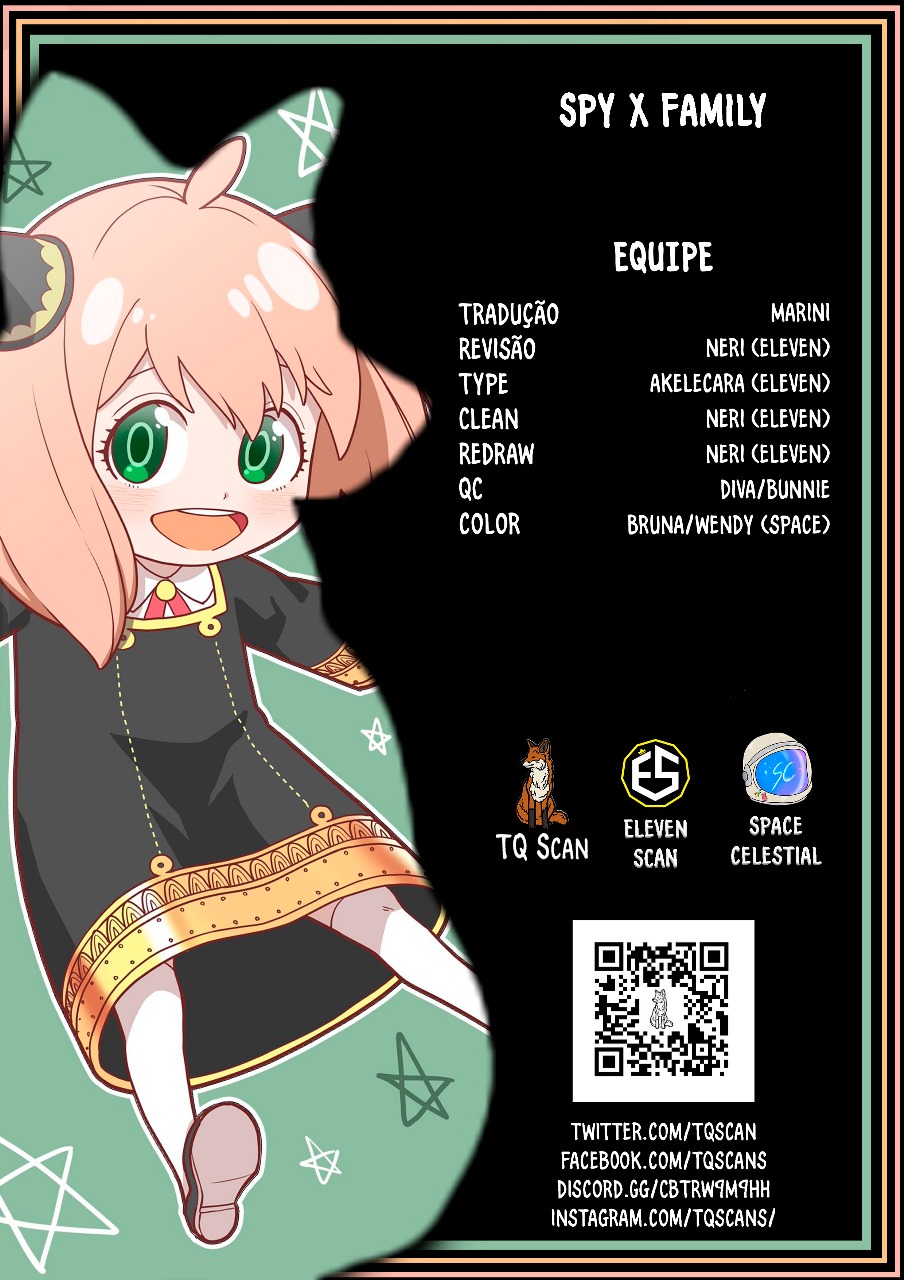 SPY X FAMILY
EQUIPE
TRADUÇÃO MARINI
REVISÃO NERI (ELEVEN)
TYPE AKELECARA (ELEVEN)
CLEAN NERI (ELEVEN)
REDRAW NERI (ELEVEN)
QC DIVA/BUNNIE
COLOR BRUNA/WENDY (SPACE)
ES
SC
TQ SCAN
ELEVEN
SCAN
SPACE
CELESTIAL
TWITTER.COM/TQSCAN
FACEBOOK.COM/TQSCANS
DISCORD.GG/CBTRW9M9HH
INSTAGRAM.COM/TQSCANS/